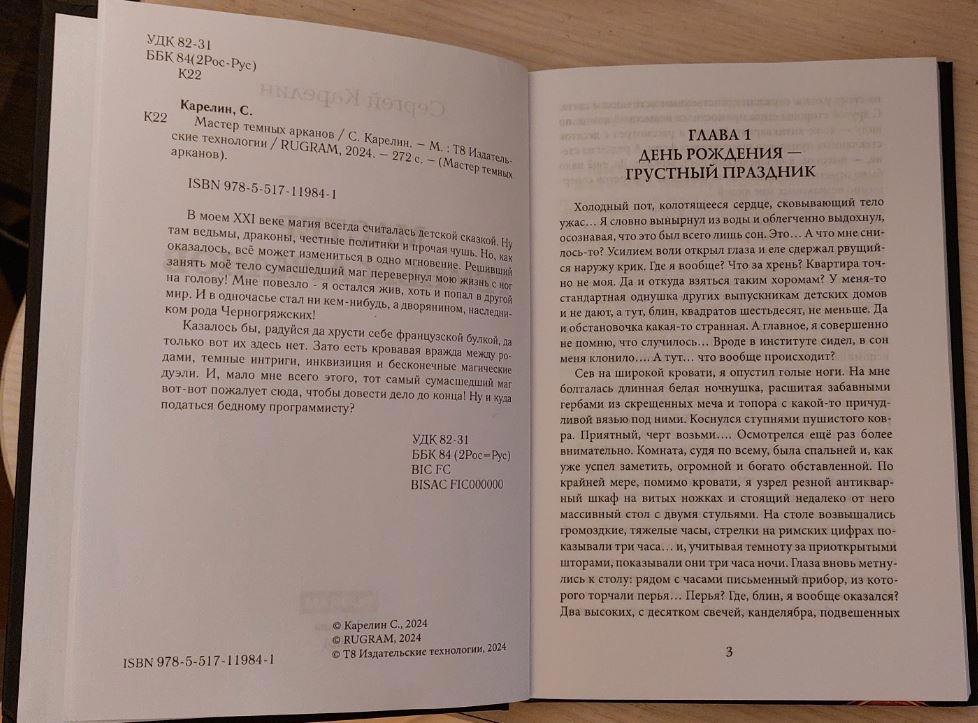 УДК 82-31
ББК 84(2Рос-Рус)
К22
Карелин, С.
К22 Мастер темных арканов / С. Карелин. – М. : Т8 Издатель-
ские технологии / RUGRAM, 2024. – 272 с. – (Мастер темных
арканов).
ISBN 978-5-517-11984-1
В моем XXI веке магия всегда считалась детской сказкой. Ну
там ведьмы, драконы, честные политики и прочая чушь. Но, как
оказалось, всё может измениться в одно мгновение. Решивший
занять моё тело сумасшедший маг перевернул мою жизнь с ног
на голову! Мне повезло - я остался жив, хоть и попал в другой
мир. И в одночасье стал ни кем-нибудь, а дворянином, наследни-
ком рода Черногряжских!
Казалось бы, радуйся да хрусти себе французской булкой, да
только вот их здесь нет. Зато есть кровавая вражда между ро-
дами, темные интриги, инквизиция и бесконечные магические
дуэли. И, мало мне всего этого, тот самый сумасшедший маг
вот-вот пожалует сюда, чтобы довести дело до конца! Ну и куда
податься бедному программисту?
УДК 82-31
ББК 84 (2Рос=Рус)
BIC FC
BISAC FIC000000
© Карелин С., 2024
© RUGRAM, 2024
© Т8 Издательские технологии, 2024
ISBN 978-5-517-11984-1
ГЛАВА 1
ДЕНЬ РОЖДЕНИЯ —
ГРУСТНЫЙ ПРАЗДНИК
Холодный пот, колотящееся сердце, сковывающий тело
ужас… Я словно вынырнул из воды и облегченно выдохнул,
осознавая, что это был всего лишь сон. Это… А что мне сни-
лось-то? Усилием воли открыл глаза и еле сдержал рвущий-
ся наружу крик. Где я вообще? Что за хрень? Квартира точ-
но не моя. Да и откуда взяться таким хоромам? У меня-то
стандартная однушка других выпускникам детских домов
и не дают, а тут, блин, квадратов шестьдесят, не меньше. Да
и обстановочка какая-то странная. А главное, я совершенно
не помню, что случилось… Вроде в институте сидел, в сон
меня клонило…. А тут… что вообще происходит?
Сев на широкой кровати, я опустил голые ноги. На мне
болталась длинная белая ночнушка, расшитая забавными
гербами из скрещенных меча и топора с какой-то причуд-
ливой вязью под ними. Коснулся ступнями пушистого ков-
ра. Приятный, черт возьми…. Осмотрелся ещё раз более
внимательно. Комната, судя по всему, была спальней и, как
уже успел заметить, огромной и богато обставленной. По
крайней мере, помимо кровати, я узрел резной антиквар-
ный шкаф на витых ножках и стоящий недалеко от него
массивный стол с двумя стульями. На столе возвышались
громоздкие, тяжелые часы, стрелки на римских цифрах по-
казывали три часа… и, учитывая темноту за приоткрытыми
шторами, показывали они три часа ночи. Глаза вновь метну-
лись к столу: рядом с часами письменный прибор, из кото-
рого торчали перья… Перья? Где, блин, я вообще оказался?
Два высоких, с десятком свечей, канделябра, подвешенных
3